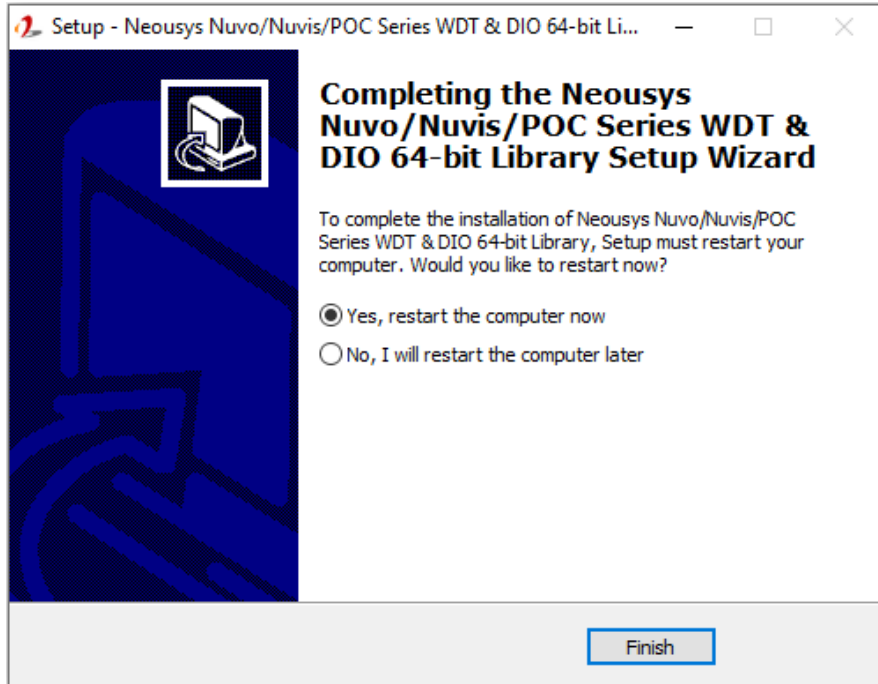 Setup - Neousys Nuvo/Nuvis/POC Series WDT & DIO 64-bit Li...
Completing the Neousys
Nuvo/Nuvis/POC Series WDT &
DIO 64-bit Library Setup Wizard
To complete the installation of Neousys Nuvo/Nuvis/POC
Series WDT & DIO 64-bit Library, Setup must restart your
computer. Would you like to restart now?
Yes, restart the computer now
No, I will restart the computer later
Finish